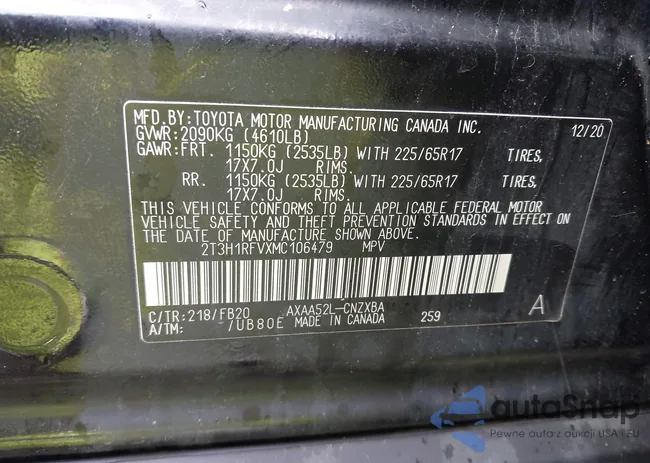 MFD.BY:TOYOTA MOTOR MANUFACTURING CANADA INC. 12/20
GVWR:2090KG (4610LB)
GAWR:FRT. 1150KG (2535LB) WITH 225/65R17 TIRES,
17X7.0J RIMS.
RR. 1150KG (2535LB) WITH 225/65R17 TIRES,
17X7.0J RIMS.
THIS VEHICLE CONFORMS TO ALL APPLICABLE FEDERAL MOTOR
VEHICLE SAFETY AND THEFT PREVENTION STANDARDS IN EFFECT ON
THE DATE OF MANUFACTURE SHOWN ABOVE.
2T3H1RFVXMC106479 MPV
C/TR:218/FB20 AXAA52L-CNZXBA A
A/TM: /UB80E MADE IN CANADA 259
autaSnap
Pewne auta z aukcji USA i EU